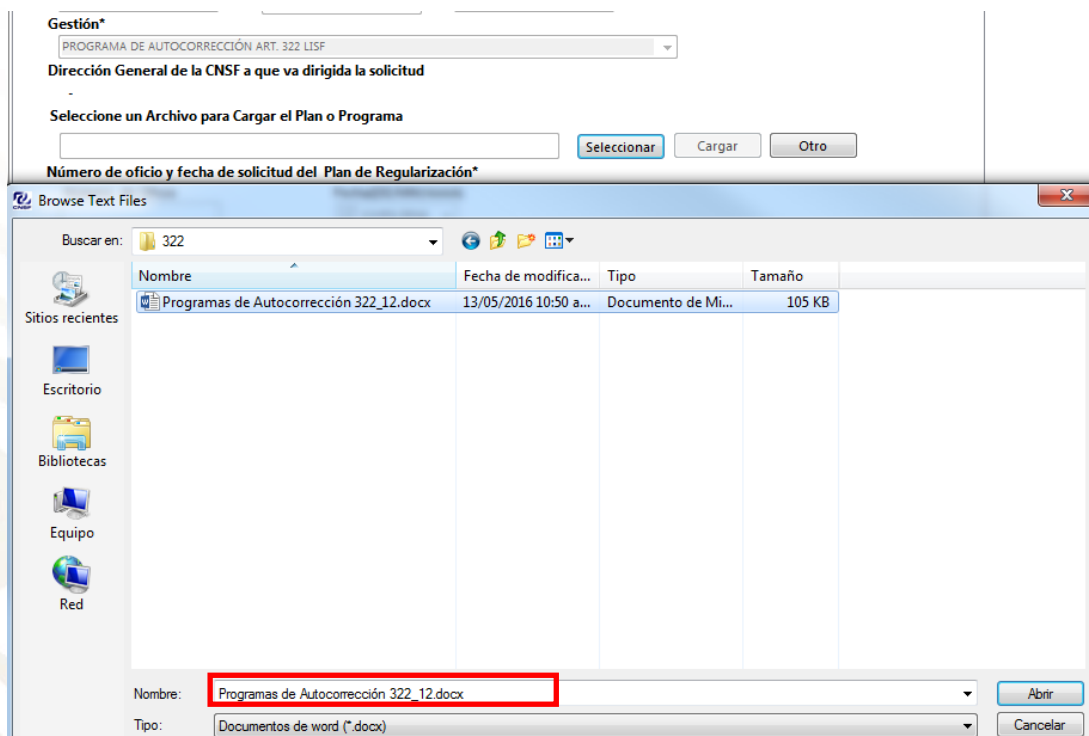 Gestión*
PROGRAMA DE AUTOCORRECCIÓN ART. 322 LISF
Dirección General de la CNSF a que va dirigida la solicitud
-
Seleccione un Archivo para Cargar el Plan o Programa
Seleccionar Cargar Otro
Número de oficio y fecha de solicitud del Plan de Regularización*
CNSF Browse Text Files
Buscar en: 322
Nombre Fecha de modifica... Tipo Tamaño
Programas de Autocorrección 322_12.docx 13/05/2016 10:50 a... Documento de Mi... 105 KB
Sitios recientes
Escritorio
Bibliotecas
Equipo
Red
Nombre: Programas de Autocorrección 322_12.docx Abrir
Tipo: Documentos de word (*.docx) Cancelar